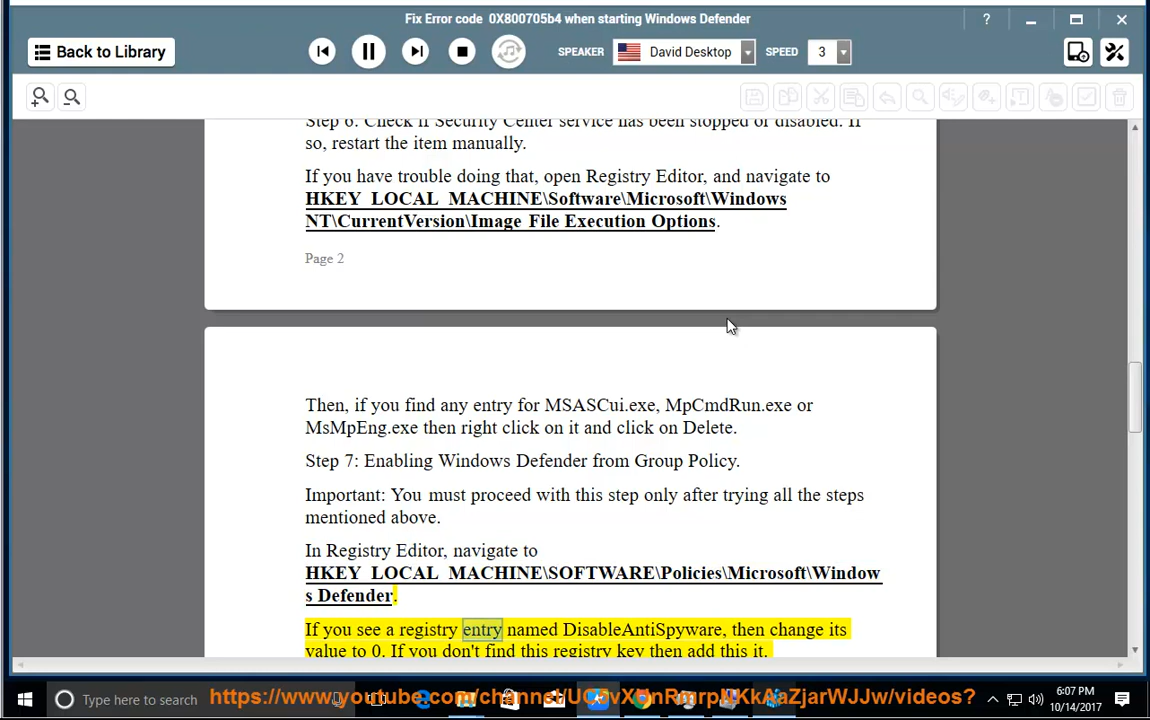 Fix Error code 0X800705b4 when starting Windows Defender
?
Back to Library
SPEAKER
David Desktop
SPEED
3
Step 6: Check if Security Center service has been stopped or disabled. If
so, restart the item manually.
If you have trouble doing that, open Registry Editor, and navigate to
HKEY_LOCAL_MACHINE\Software\Microsoft\Windows
NT\CurrentVersion\Image File Execution Options.
Page 2
Then, if you find any entry for MSASCui.exe, MpCmdRun.exe or
MsMpEng.exe then right click on it and click on Delete.
Step 7: Enabling Windows Defender from Group Policy.
Important: You must proceed with this step only after trying all the steps
mentioned above.
In Registry Editor, navigate to
HKEY_LOCAL_MACHINE\SOFTWARE\Policies\Microsoft\Window
s Defender.
If you see a registry entry named DisableAntiSpyware, then change its
value to 0. If you don't find this registry key then add this it.
Type here to search
6:07 PM
10/14/2017